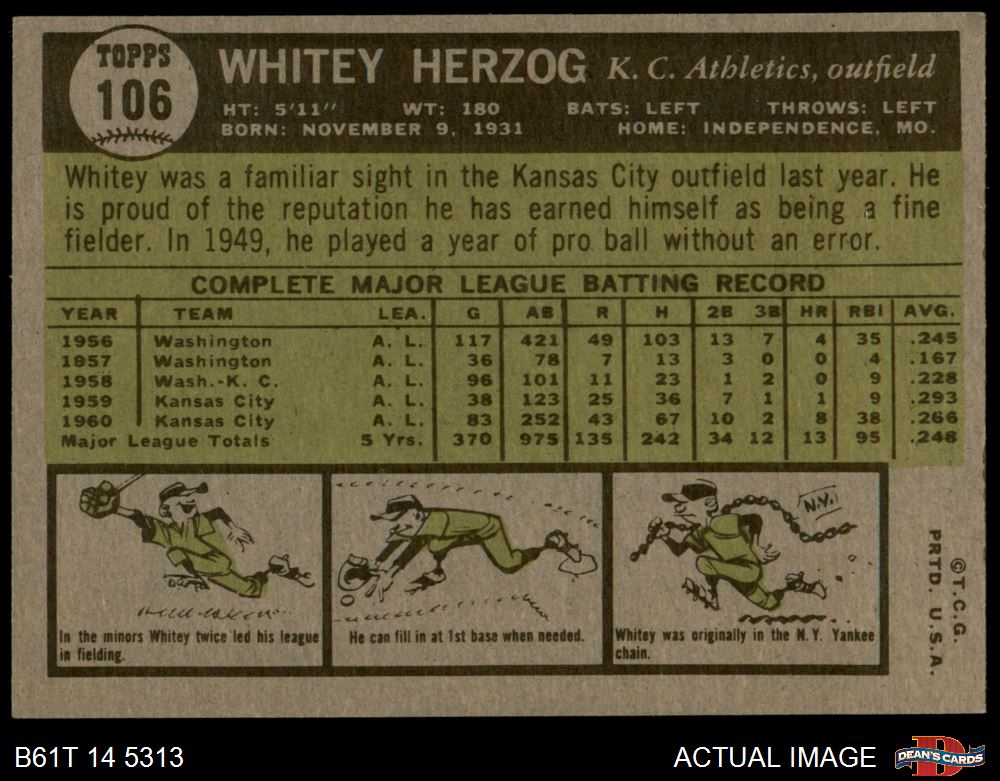 TOPPS
106
WHITEY HERZOG K. C. Athletics, outfield
HT: 5'11" WT: 180 BATS: LEFT THROWS: LEFT
BORN: NOVEMBER 9, 1931 HOME: INDEPENDENCE, MO.
Whitey was a familiar sight in the Kansas City outfield last year. He
is proud of the reputation he has earned himself as being a fine
fielder. In 1949, he played a year of pro ball without an error.
COMPLETE MAJOR LEAGUE BATTING RECORD
YEAR TEAM LEA. G AB R H 2B 3B HR RBI AVG.
1956 Washington A. L. 117 421 49 103 13 7 4 35 .245
1957 Washington A. L. 36 78 7 13 3 0 0 4 .167
1958 Wash.-K. C. A. L. 96 101 11 23 1 2 0 9 .228
1959 Kansas City A. L. 38 123 25 36 7 1 1 9 .293
1960 Kansas City A. L. 83 252 43 67 10 2 8 38 .266
Major League Totals 5 Yrs. 370 975 135 242 34 12 13 95 .248
N.Y.
In the minors Whitey twice led his league
in fielding.
He can fill in at 1st base when needed.
Whitey was originally in the N. Y. Yankee
chain.
©T.C.G.
PRTD. U.S.A.
B61T 14 5313
ACTUAL IMAGE
D
DEAN'S CARDS